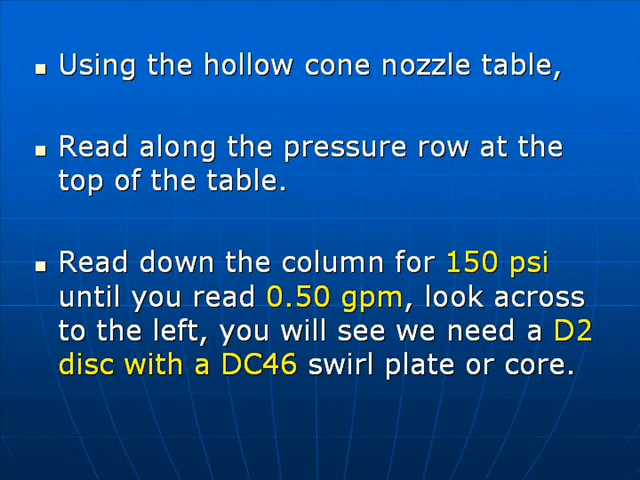 Using the hollow cone nozzle table,
Read along the pressure row at the
top of the table.
Read down the column for 150 psi
until you read 0.50 gpm, look across
to the left, you will see we need a D2
disc with a DC46 swirl plate or core.